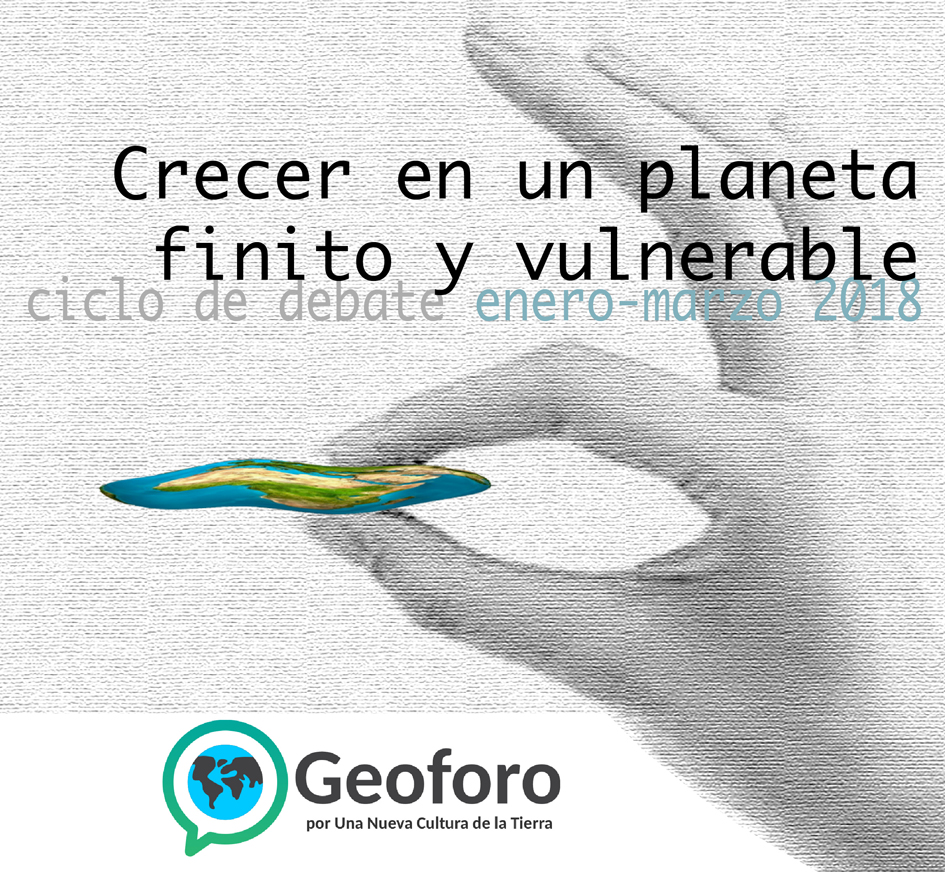 Crecer en un planeta
finito y vulnerable
ciclo de debate enero-marzo 2018
Geoforo
por Una Nueva Cultura de la Tierra